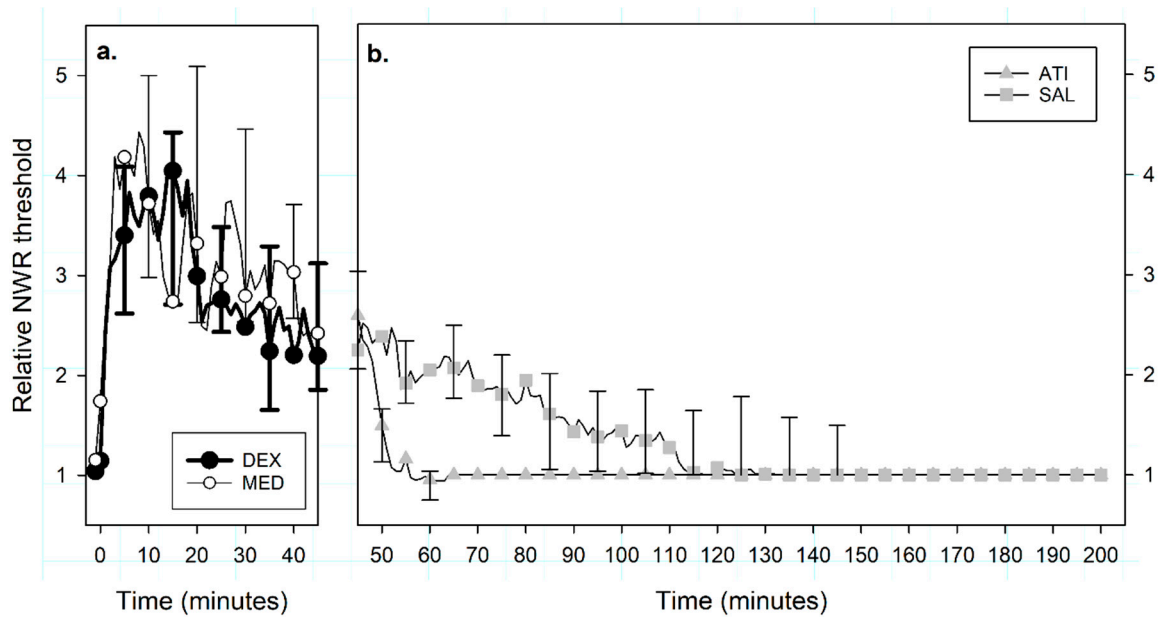 a.
b.
5
4
3
2
1
Relative NWR threshold
DEX
MED
ATI
SAL
5
4
3
2
1
0 10 20 30 40
50 60 70 80 90 100 110 120 130 140 150 160 170 180 190 200
Time (minutes)
Time (minutes)